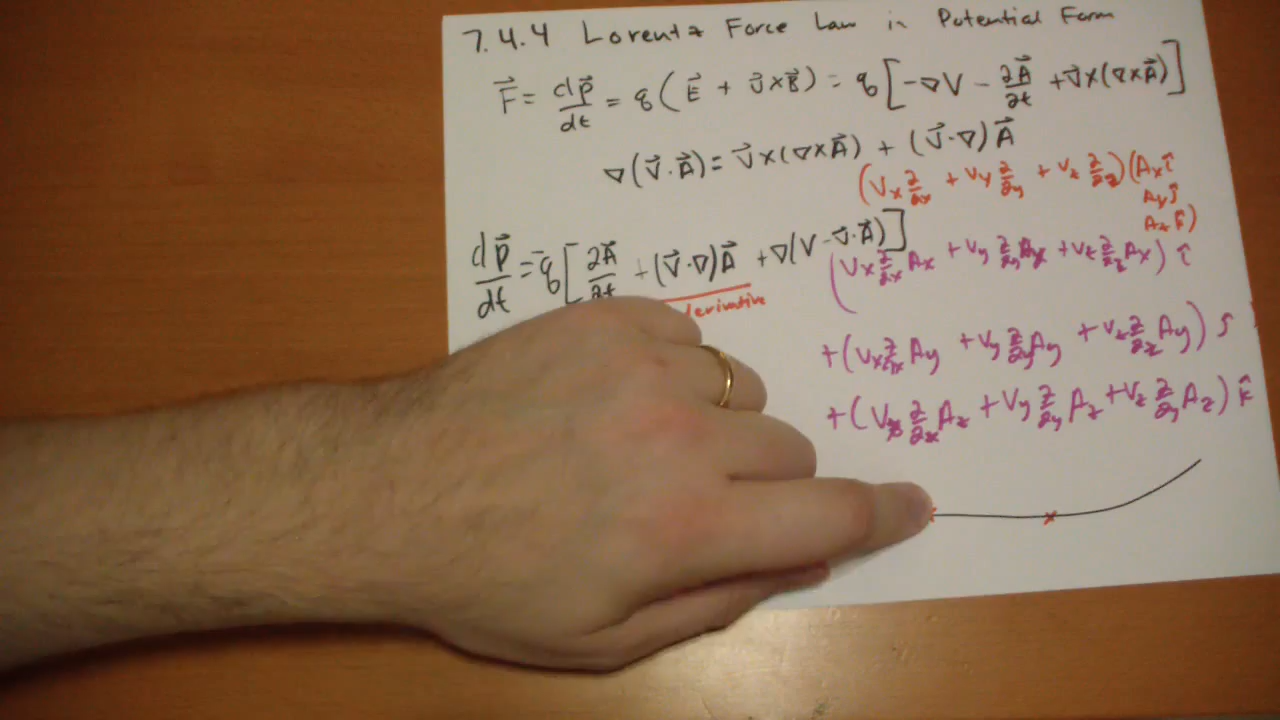 7.4.4 Lorentz Force Law in Potential Form
F⃗ = dp⃗/dt = q(E⃗ + v⃗×B⃗) = q[-∇V - ∂A⃗/∂t + v⃗×(∇×A⃗)]
∇(v⃗·A⃗) = v⃗×(∇×A⃗) + (v⃗·∇)A⃗
(Vx ∂/∂x + Vy ∂/∂y + Vz ∂/∂z)(Ax î
Ay ĵ
Az k̂)
dp⃗/dt = -q[∂A⃗/∂t + (v⃗·∇)A⃗ + ∇(V - v⃗·A⃗)]
derivative
(Vx ∂/∂x Ax + Vy ∂/∂y Ax + Vz ∂/∂z Ax) î
+(Vx ∂/∂x Ay + Vy ∂/∂y Ay + Vz ∂/∂z Ay) ĵ
+(Vx ∂/∂x Az + Vy ∂/∂y Az + Vz ∂/∂y Az) k̂